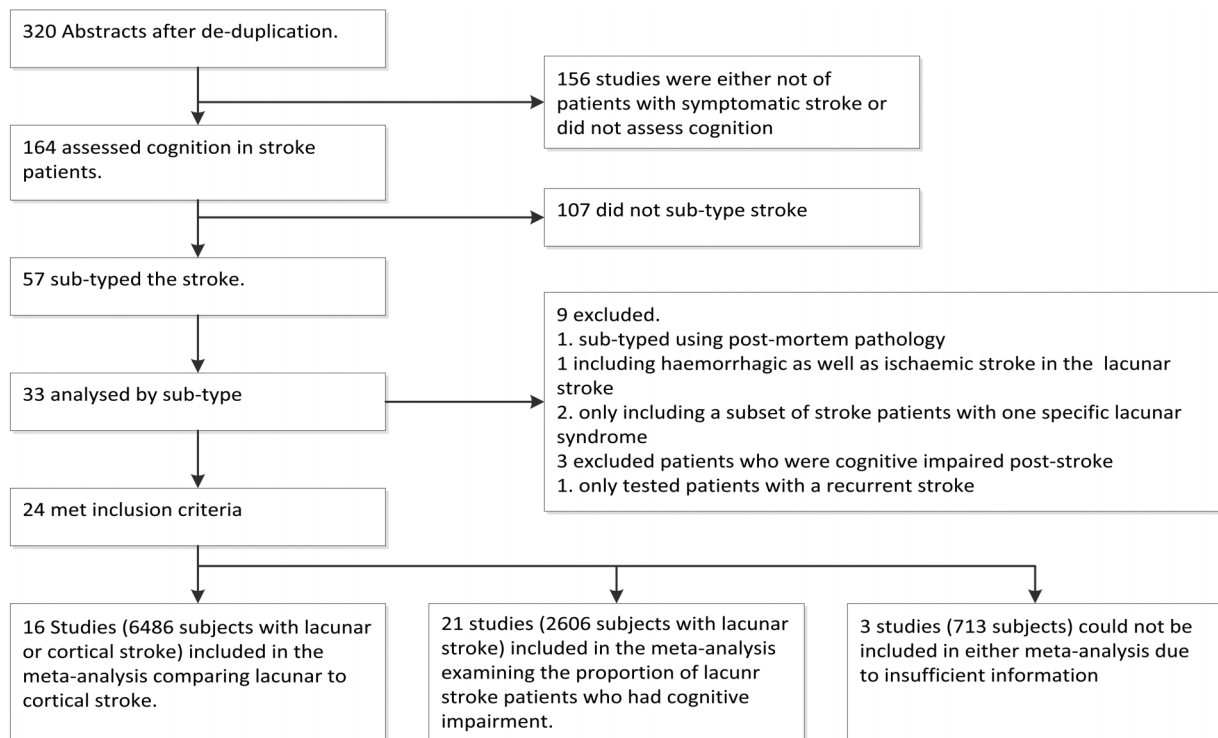 320 Abstracts after de-duplication.
156 studies were either not of
patients with symptomatic stroke or
did not assess cognition
164 assessed cognition in stroke
patients.
107 did not sub-type stroke
57 sub-typed the stroke.
9 excluded.
1. sub-typed using post-mortem pathology
1 including haemorrhagic as well as ischaemic stroke in the lacunar
stroke
2. only including a subset of stroke patients with one specific lacunar
syndrome
3 excluded patients who were cognitive impaired post-stroke
1. only tested patients with a recurrent stroke
33 analysed by sub-type
24 met inclusion criteria
16 Studies (6486 subjects with lacunar
or cortical stroke) included in the
meta-analysis comparing lacunar to
cortical stroke.
21 studies (2606 subjects with lacunar
stroke) included in the meta-analysis
examining the proportion of lacunr
stroke patients who had cognitive
impairment.
3 studies (713 subjects) could not be
included in either meta-analysis due
to insufficient information